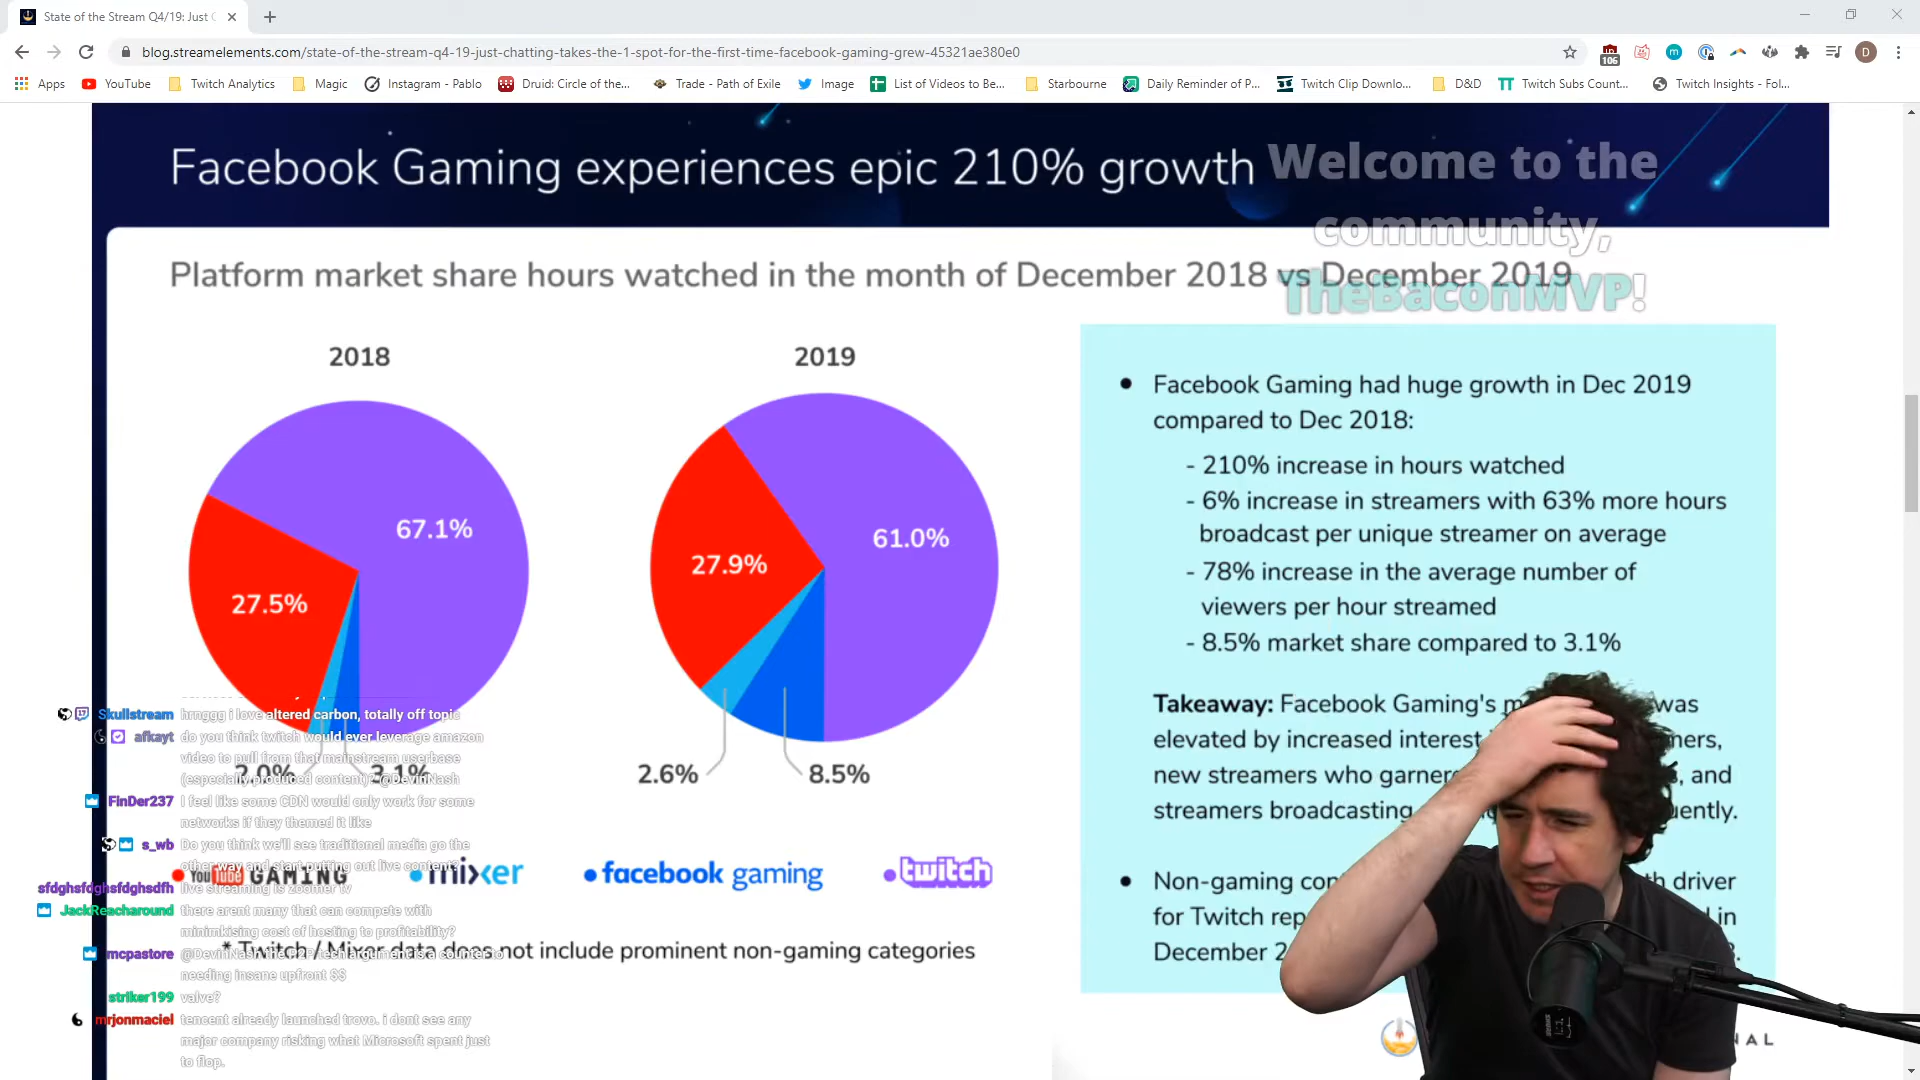 State of the Stream Q4/19: Just C
blog.streamelements.com/state-of-the-stream-q4-19-just-chatting-takes-the-1-spot-for-the-first-time-facebook-gaming-grew-45321ae380e0
106
D
Apps
YouTube
Twitch Analytics
Magic
Instagram - Pablo
Druid: Circle of the...
Trade - Path of Exile
Image
List of Videos to Be...
Starbourne
Daily Reminder of P...
Twitch Clip Downlo...
D&D
Twitch Subs Count...
Twitch Insights - Fol...
Facebook Gaming experiences epic 210% growth
Welcome to the
community,
TheBaconMVP!
Platform market share hours watched in the month of December 2018 vs December 2019
2018
67.1%
27.5%
2.0%
3.1%
2019
61.0%
27.9%
2.6%
8.5%
YouTube GAMING
mixer
facebook gaming
twitch
* Twitch / Mixer data does not include prominent non-gaming categories
• Facebook Gaming had huge growth in Dec 2019
compared to Dec 2018:
- 210% increase in hours watched
- 6% increase in streamers with 63% more hours
broadcast per unique streamer on average
- 78% increase in the average number of
viewers per hour streamed
- 8.5% market share compared to 3.1%
Takeaway: Facebook Gaming's was
elevated by increased interest
new streamers who and
streamers broadcasting
• Non-gaming driver
for Twitch in
December
Skullstream hrnggg i love altered carbon, totally off topic
afkayt do you think twitch would ever leverage amazon
video to pull from that mainstream userbase
(especially produced content)? @DevinNash
FinDer237 I feel like some CDN would only work for some
networks if they themed it like
s_wb Do you think we'll see traditional media go the
other way and start putting out live content?
sfdghsfdghsfdghsdfh live streaming is zoomer tv
JackReacharound there arent many that can compete with
minimkising cost of hosting to profitability?
mcpastore @DevinNash the P2P tech argument is a counter to
needing insane upfront $$
striker199 valve?
mrjonmaciel tencent already launched trovo. i dont see any
major company risking what Microsoft spent just
to flop.